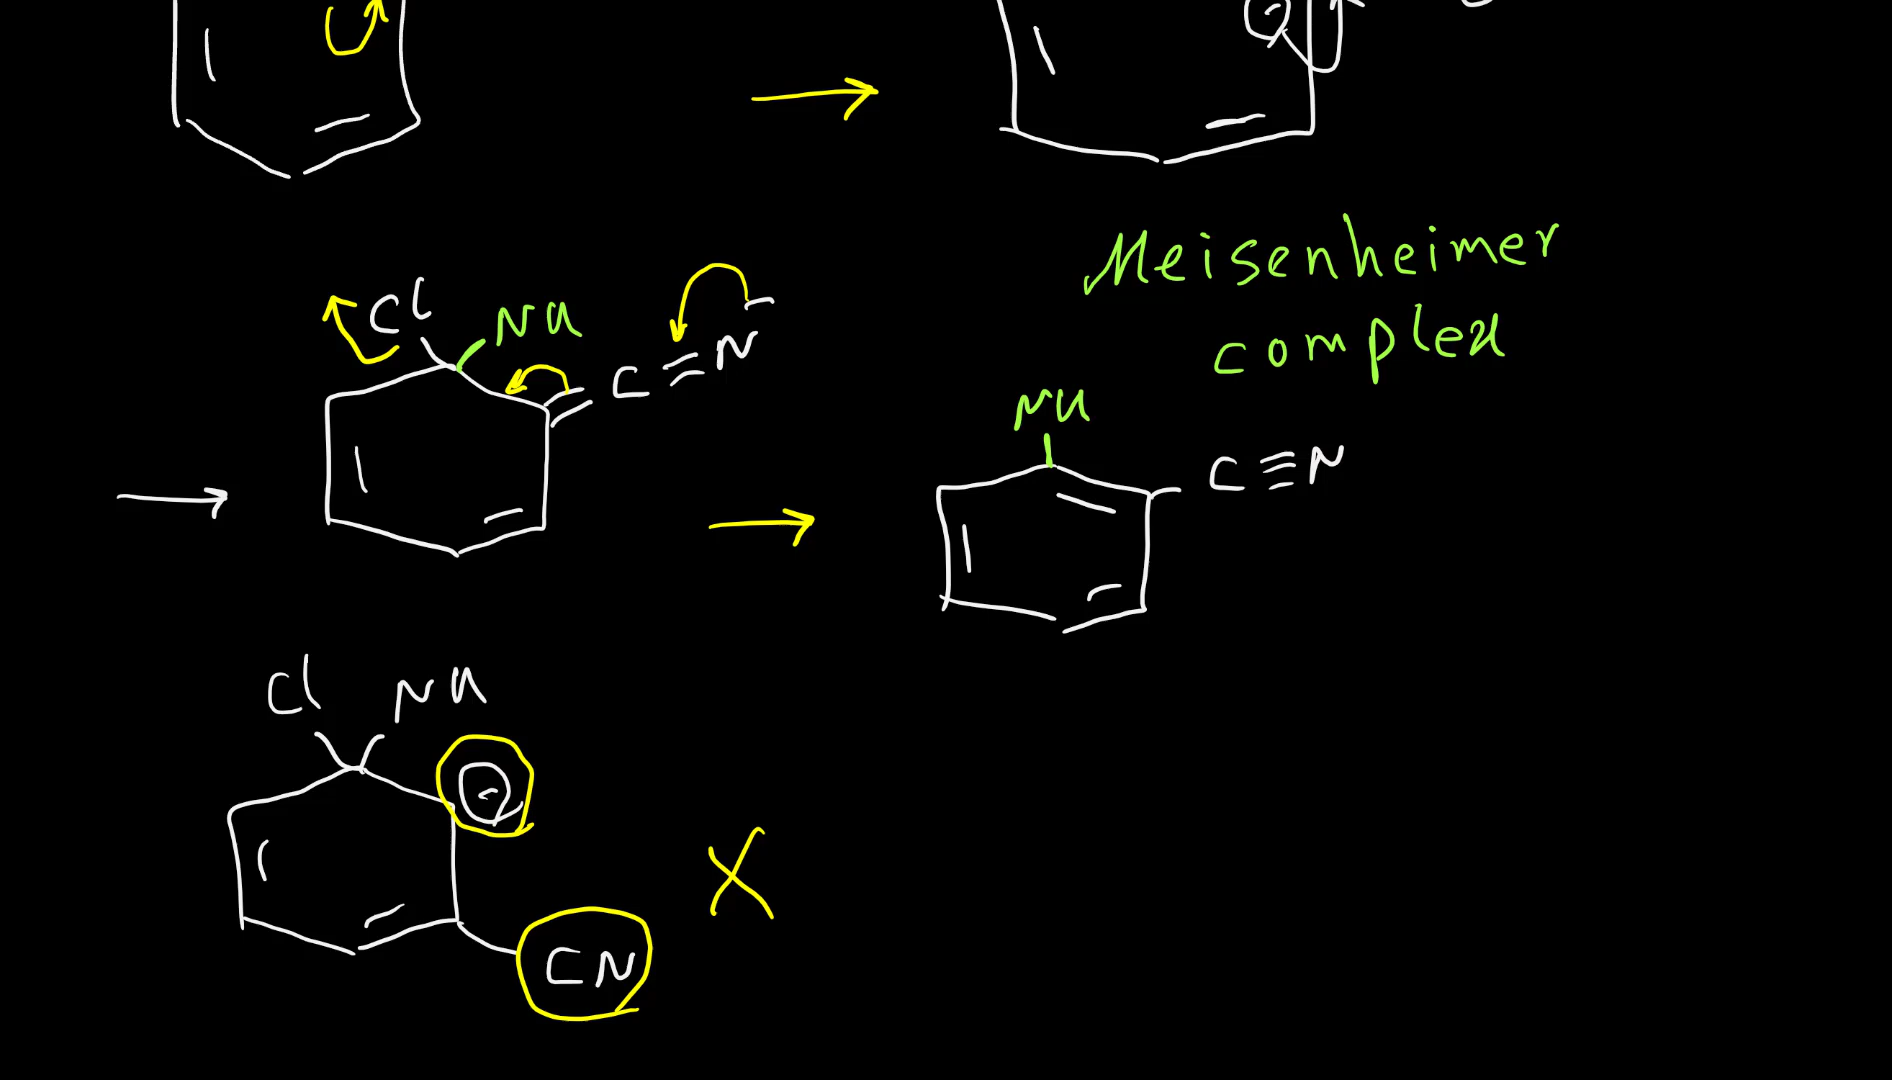 Meisenheimer
complex
Cl Nu C=N⁻
Nu
C≡N
Cl Nu
⊖
CN
X